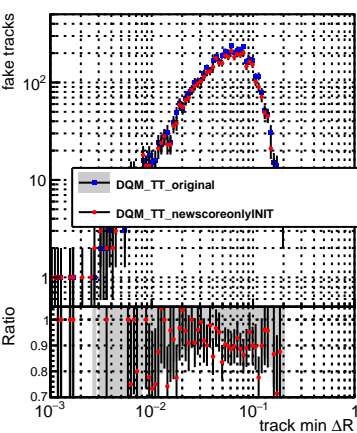 fake tracks
10²
10
1
DQM_TT_original
DQM_TT_newscoreonlyINIT
Ratio
1
0.9
0.8
0.7
10⁻³
10⁻²
10⁻¹
1
track min ΔR